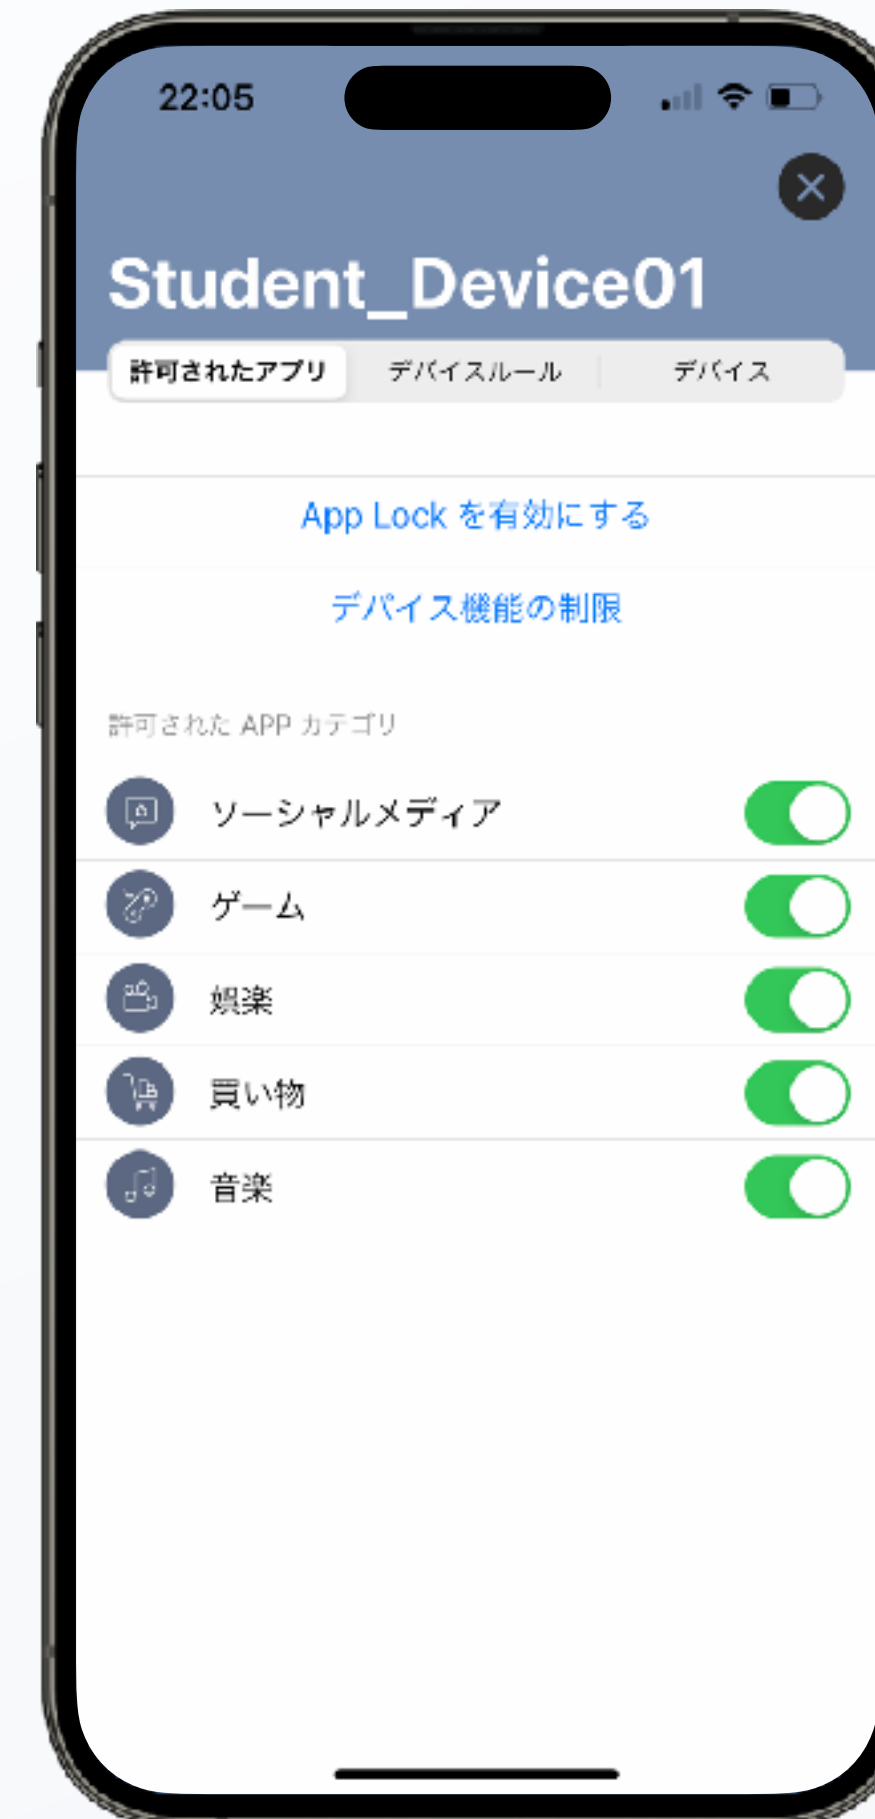 22:05
Student_Device01
許可されたアプリ デバイスルール デバイス
App Lock を有効にする
デバイス機能の制限
許可された APP カテゴリ
ソーシャルメディア
ゲーム
娯楽
買い物
音楽